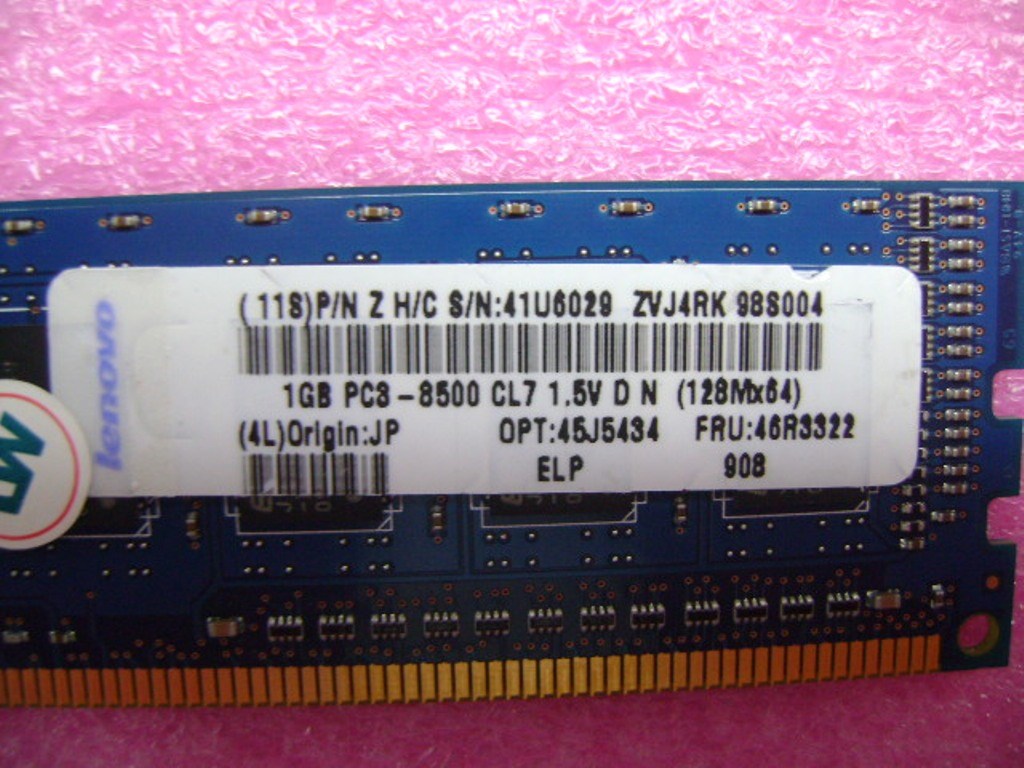 lenovo
(11S)P/N Z H/C S/N:41U6029 ZVJ4RK 98S004
1GB PC3-8500 CL7 1.5V D N (128Mx64)
(4L)Origin:JP OPT:45J5434 FRU:46R3322
ELP 908